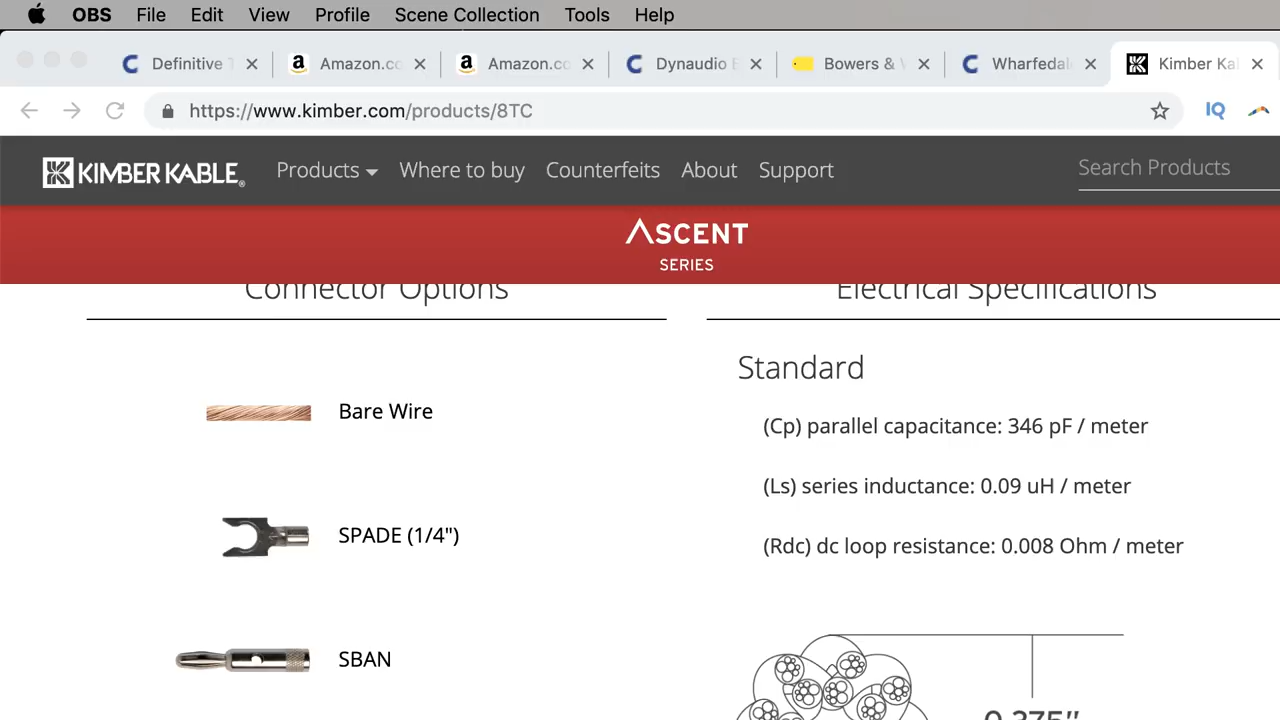 OBS File Edit View Profile Scene Collection Tools Help
Definitive T Amazon.co Amazon.co Dynaudio Bowers & Wharfedale Kimber Ka
https://www.kimber.com/products/8TC IQ
KIMBER KABLE® Products Where to buy Counterfeits About Support Search Products
ASCENT
SERIES
Connector Options Electrical Specifications
Standard
Bare Wire
(Cp) parallel capacitance: 346 pF / meter
(Ls) series inductance: 0.09 uH / meter
SPADE (1/4")
(Rdc) dc loop resistance: 0.008 Ohm / meter
SBAN
0.375"